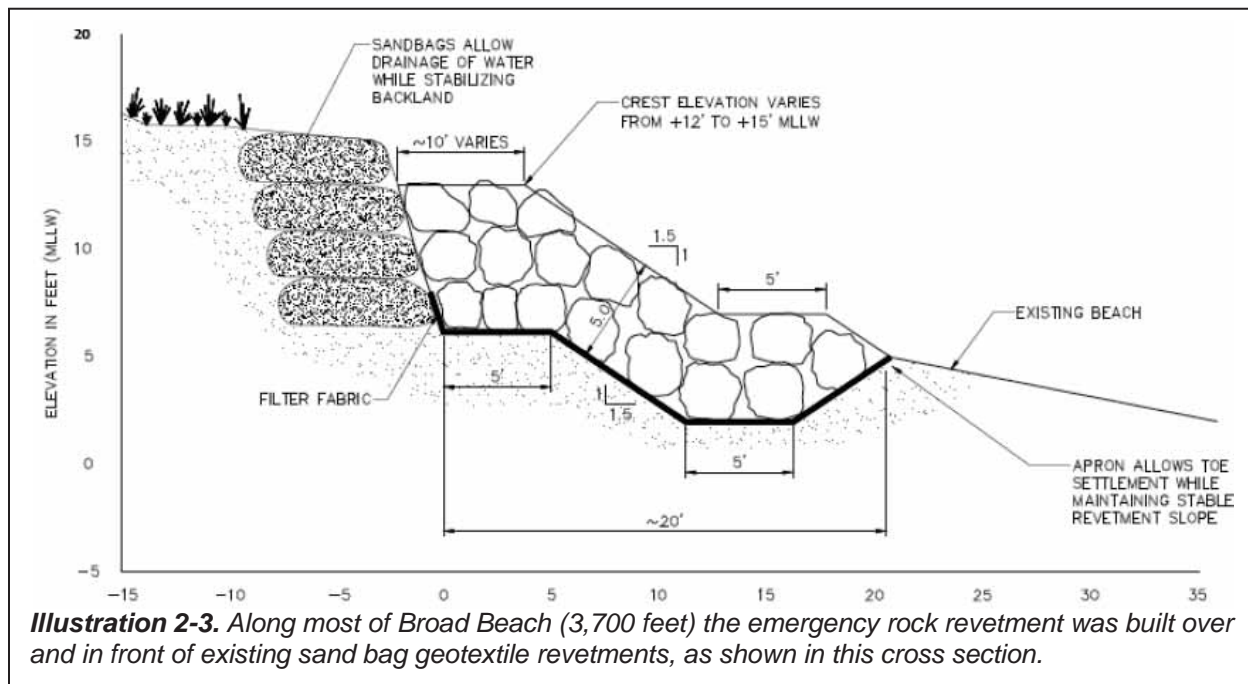 20
SANDBAGS ALLOW
DRAINAGE OF WATER
WHILE STABILIZING
BACKLAND
CREST ELEVATION VARIES
FROM +12' TO +15' MLLW
15
~10' VARIES
10
1.5
1
5'
EXISTING BEACH
5.0
5
FILTER FABRIC
5'
1
1.5
0
5'
APRON ALLOWS TOE
SETTLEMENT WHILE
MAINTAINING STABLE
REVETMENT SLOPE
~20'
-5
ELEVATION IN FEET (MLLW)
-15 -10 -5 0 5 10 15 20 25 30 35
Illustration 2-3. Along most of Broad Beach (3,700 feet) the emergency rock revetment was built over
and in front of existing sand bag geotextile revetments, as shown in this cross section.